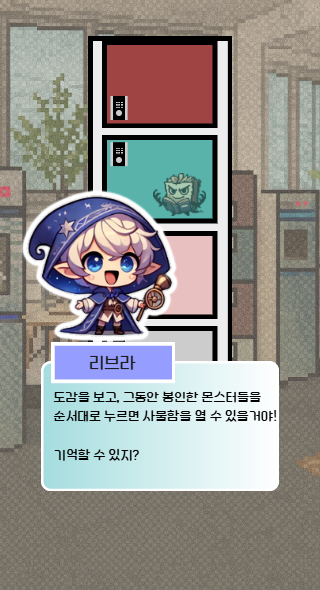 리브라
도감을 보고, 그동안 봉인한 몬스터들을
순서대로 누르면 사물함을 열 수 있을거야!
기억할 수 있지?